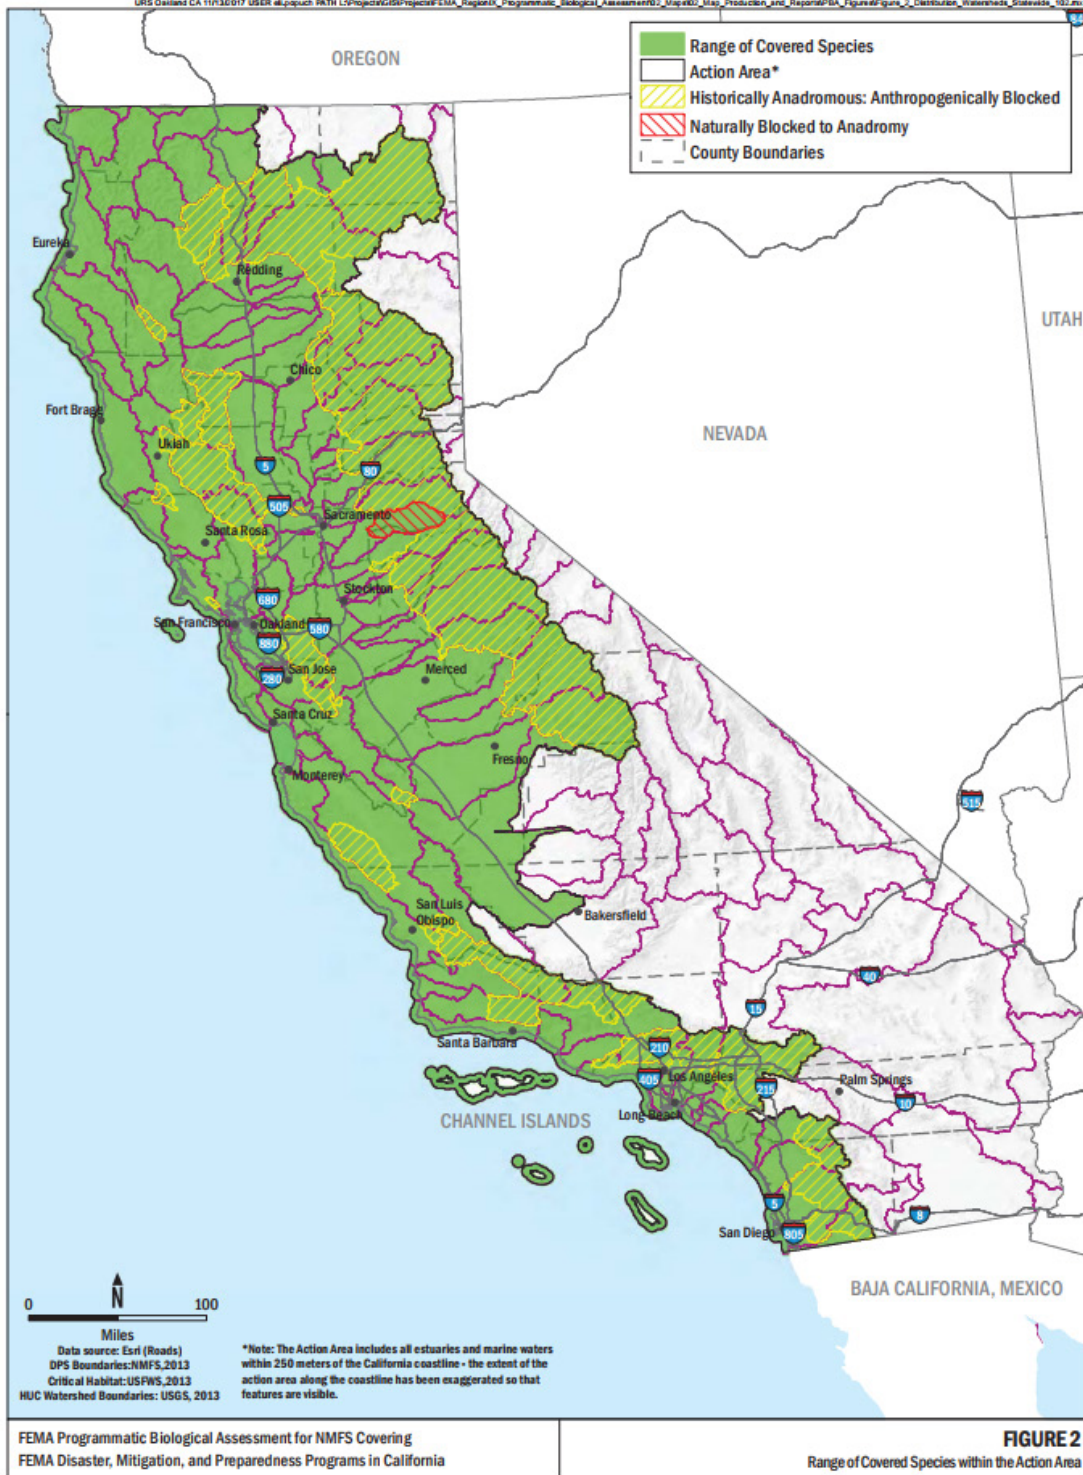 URS Oakland CA 11/13/2017 USER
OREGON
Range of Covered Species
Action Area*
Historically Anadromous: Anthropogenically Blocked
Naturally Blocked to Anadromy
County Boundaries
Eureka
Redding
UTAH
Chico
Fort Bragg
NEVADA
Ukiah
5
80
505
Sacramento
Santa Rosa
680
Stockton
San Francisco
Oakland
580
880
280
San Jose
Merced
Santa Cruz
Fresno
Monterey
515
San Luis
Obispo
Bakersfield
40
15
Santa Barbara
210
405
Los Angeles
215
Palm Springs
10
Long Beach
CHANNEL ISLANDS
5
8
San Diego
805
BAJA CALIFORNIA, MEXICO
N
0 100
Miles
Data source: Esri (Roads)
DPS Boundaries:NMFS,2013
Critical Habitat:USFWS,2013
HUC Watershed Boundaries: USGS, 2013
*Note: The Action Area includes all estuaries and marine waters
within 250 meters of the California coastline - the extent of the
action area along the coastline has been exaggerated so that
features are visible.
FEMA Programmatic Biological Assessment for NMFS Covering
FEMA Disaster, Mitigation, and Preparedness Programs in California
FIGURE 2
Range of Covered Species within the Action Area